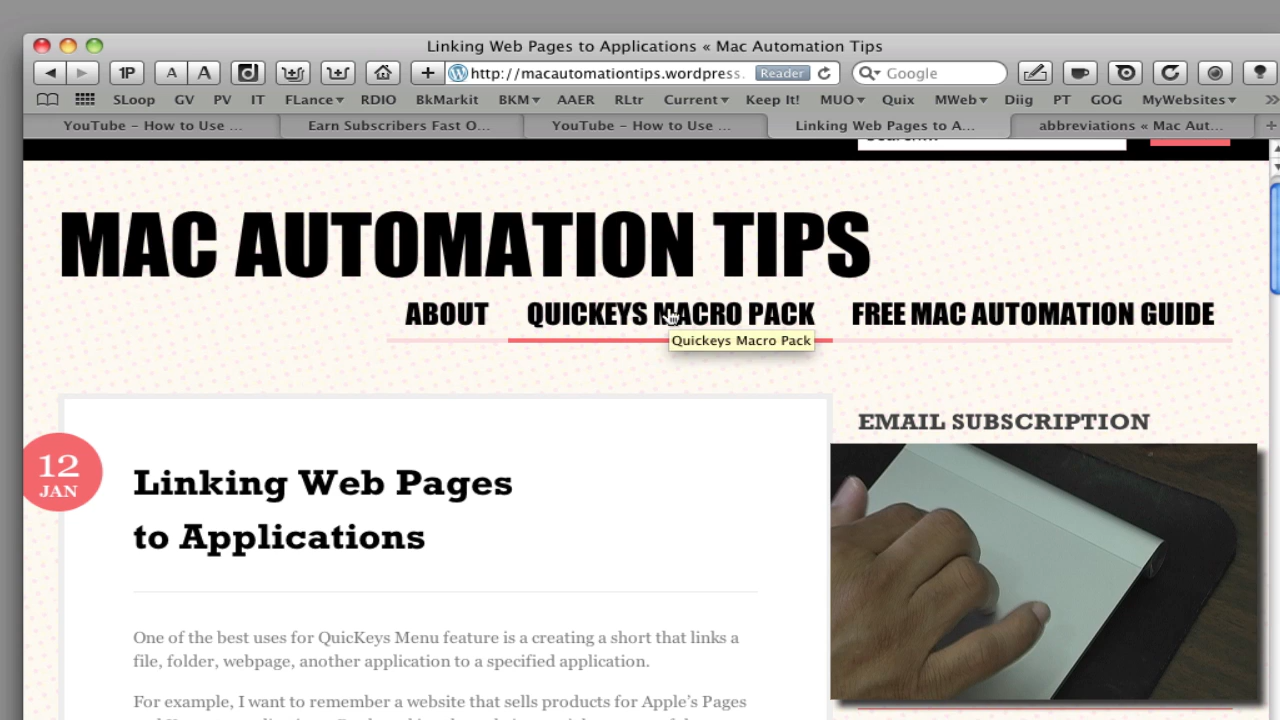 Linking Web Pages to Applications « Mac Automation Tips
1P A A http://macautomationtips.wordpress. Reader Google
SLoop GV PV IT FLance RDIO BkMarkit BKM AAER RLtr Current Keep It! MUO Quix MWeb Diig PT GOG MyWebsites
YouTube – How to Use ... Earn Subscribers Fast O... YouTube – How to Use ... Linking Web Pages to A... abbreviations « Mac Aut...
MAC AUTOMATION TIPS
ABOUT QUICKEYS MACRO PACK FREE MAC AUTOMATION GUIDE
Quickeys Macro Pack
EMAIL SUBSCRIPTION
12
JAN
Linking Web Pages
to Applications
One of the best uses for QuicKeys Menu feature is a creating a short that links a
file, folder, webpage, another application to a specified application.
For example, I want to remember a website that sells products for Apple's Pages